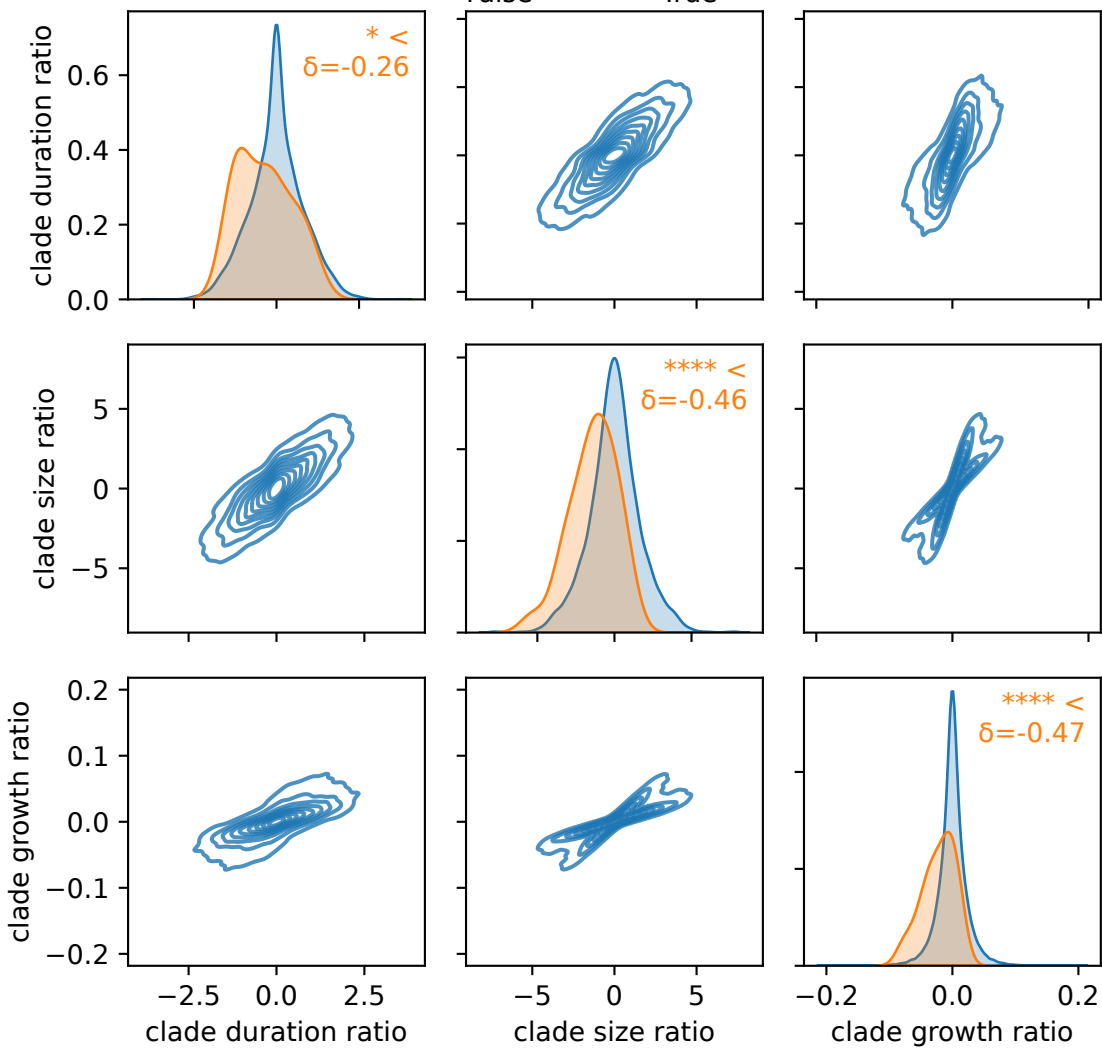 clade duration ratio
0.6
0.4
0.2
0.0
* <
δ=-0.26
clade size ratio
5
0
−5
**** <
δ=-0.46
clade growth ratio
0.2
0.1
0.0
−0.1
−0.2
**** <
δ=-0.47
−2.5 0.0 2.5
−5 0 5
−0.2 0.0 0.2
clade duration ratio
clade size ratio
clade growth ratio